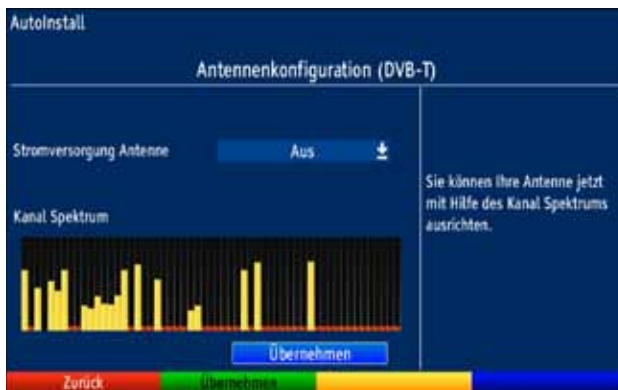 AutoInstall
Antennenkonfiguration (DVB-T)
Stromversorgung Antenne Aus
Sie können Ihre Antenne jetzt
mit Hilfe des Kanal Spektrums
ausrichten.
Kanal Spektrum
Übernehmen
Zurück Übernehmen